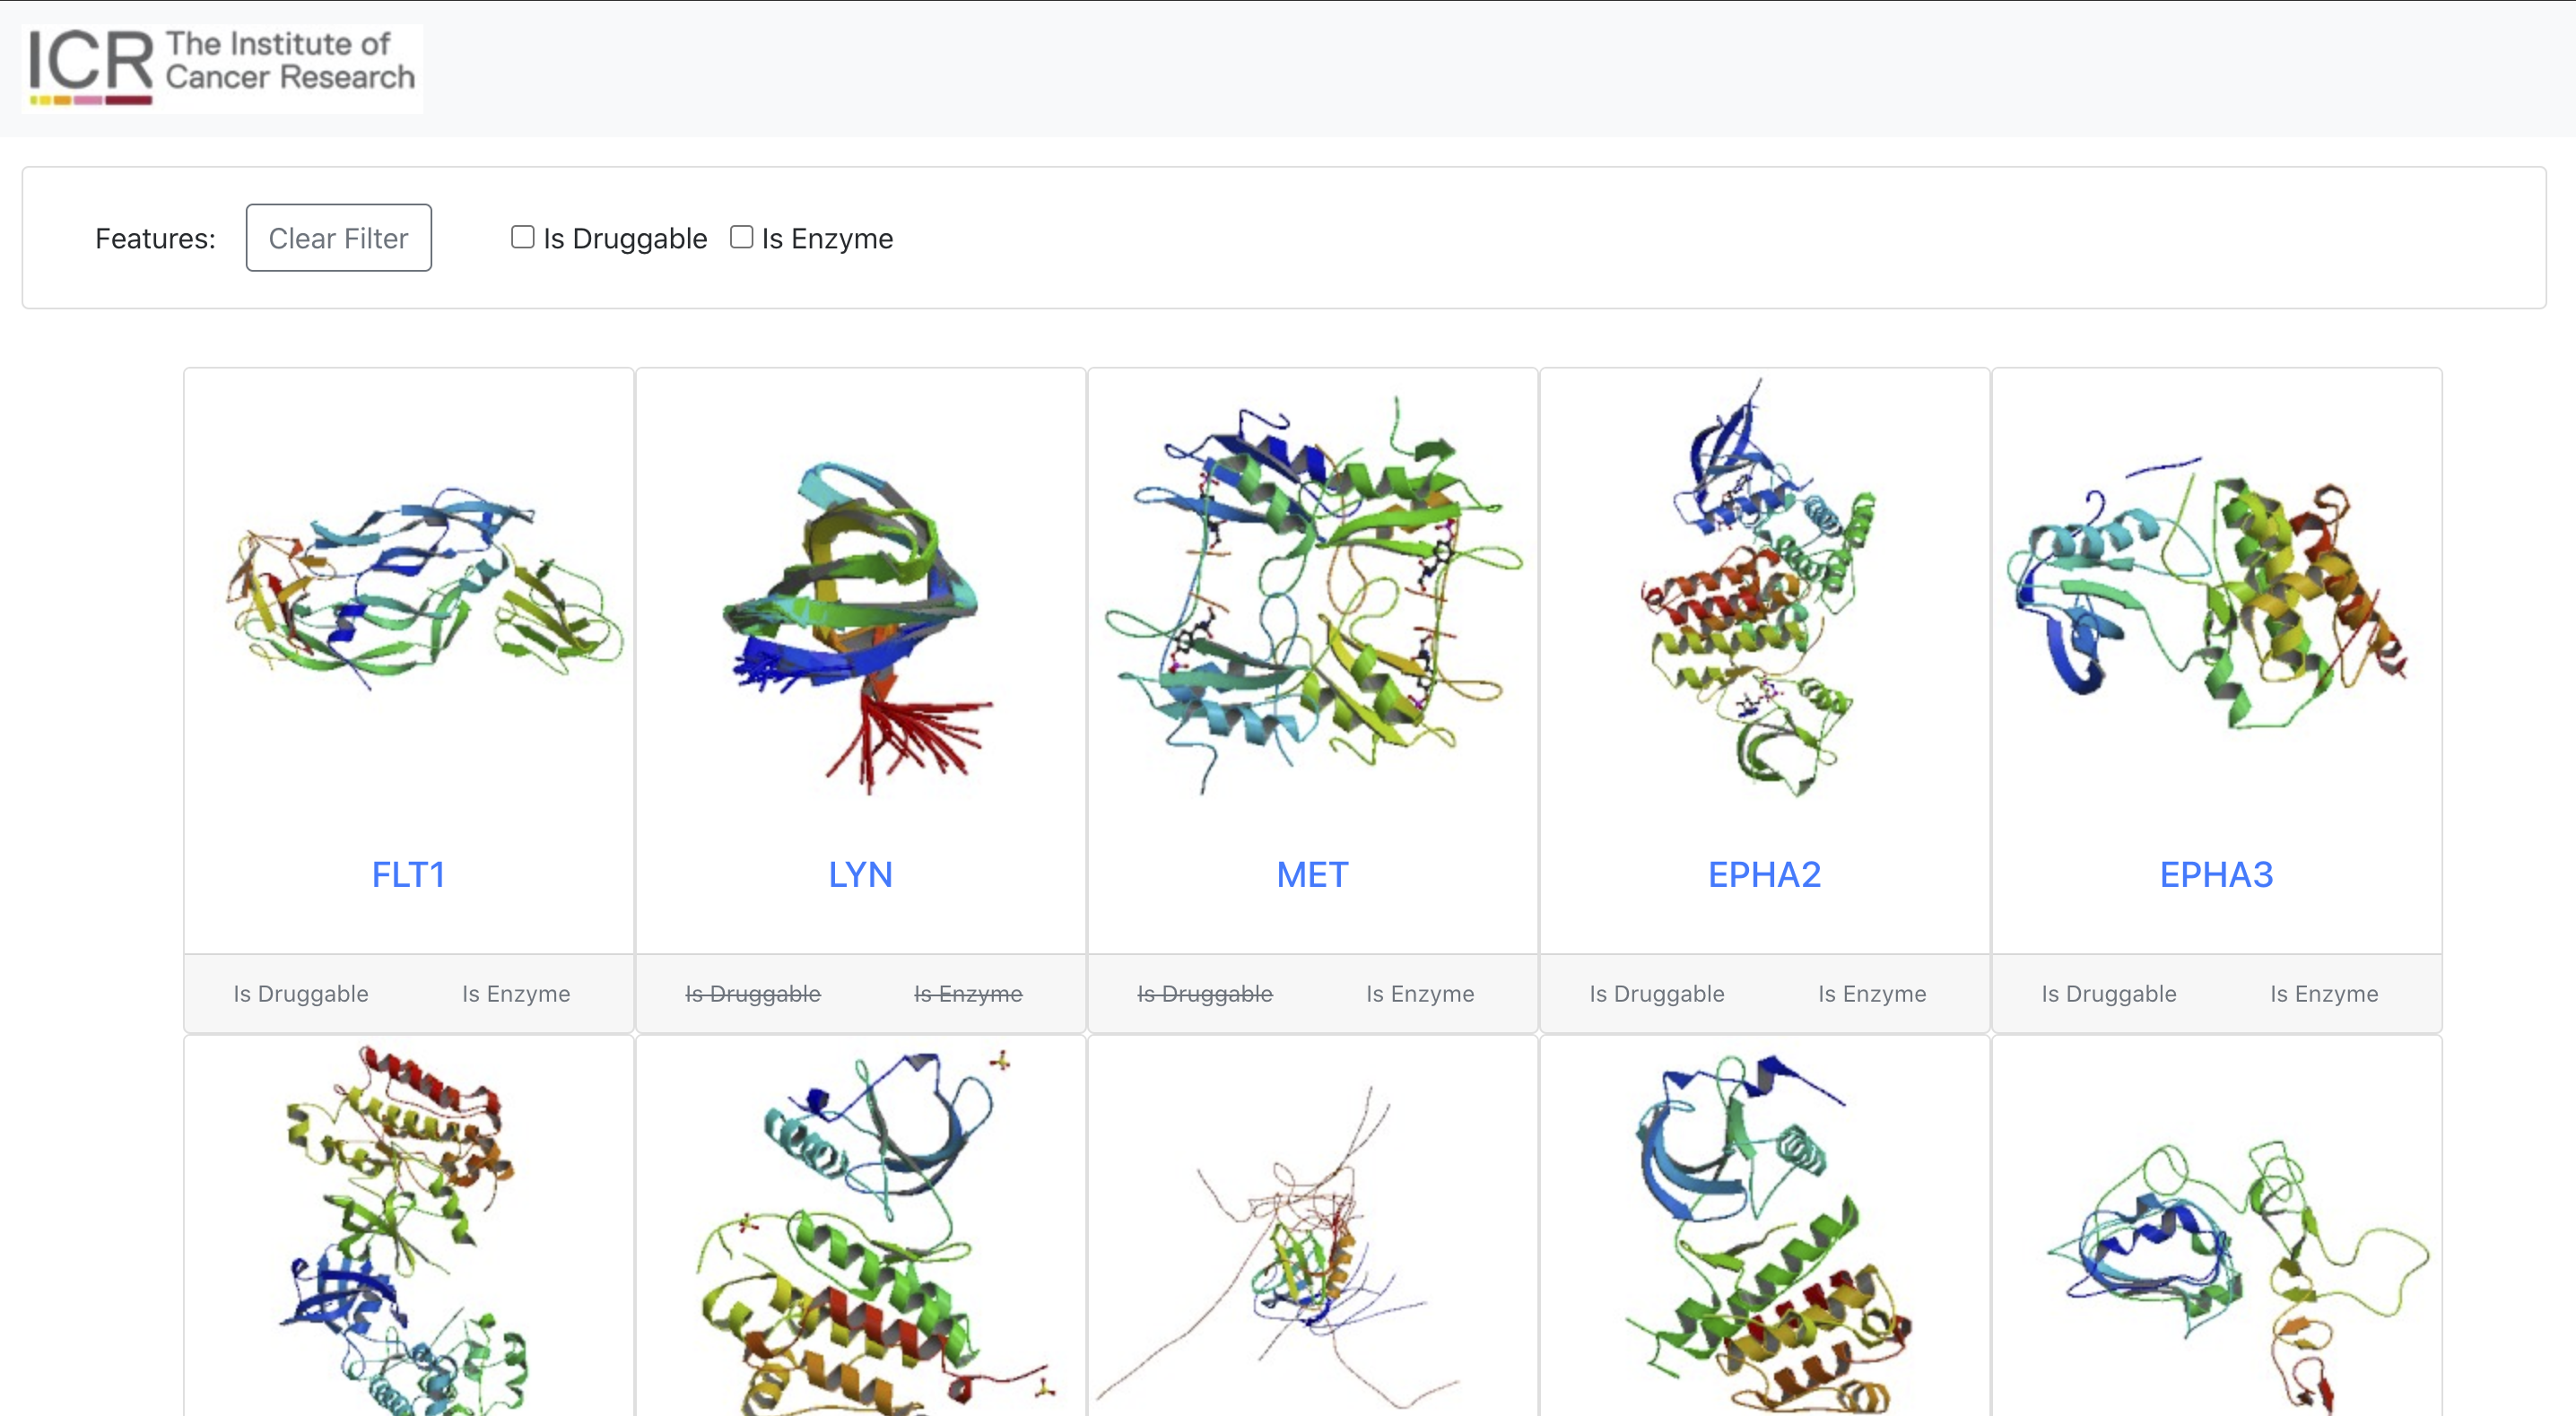 ICR The Institute of
Cancer Research
Features: Clear Filter Is Druggable Is Enzyme
FLT1 LYN MET EPHA2 EPHA3
Is Druggable Is Enzyme Is Druggable Is Enzyme Is Druggable Is Enzyme Is Druggable Is Enzyme Is Druggable Is Enzyme